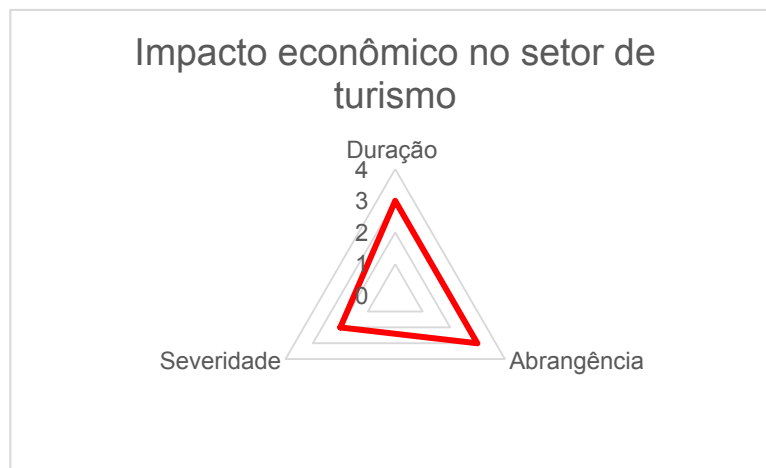 Impacto econômico no setor de
turismo
Duração
4
3
2
1
0
Severidade
Abrangência